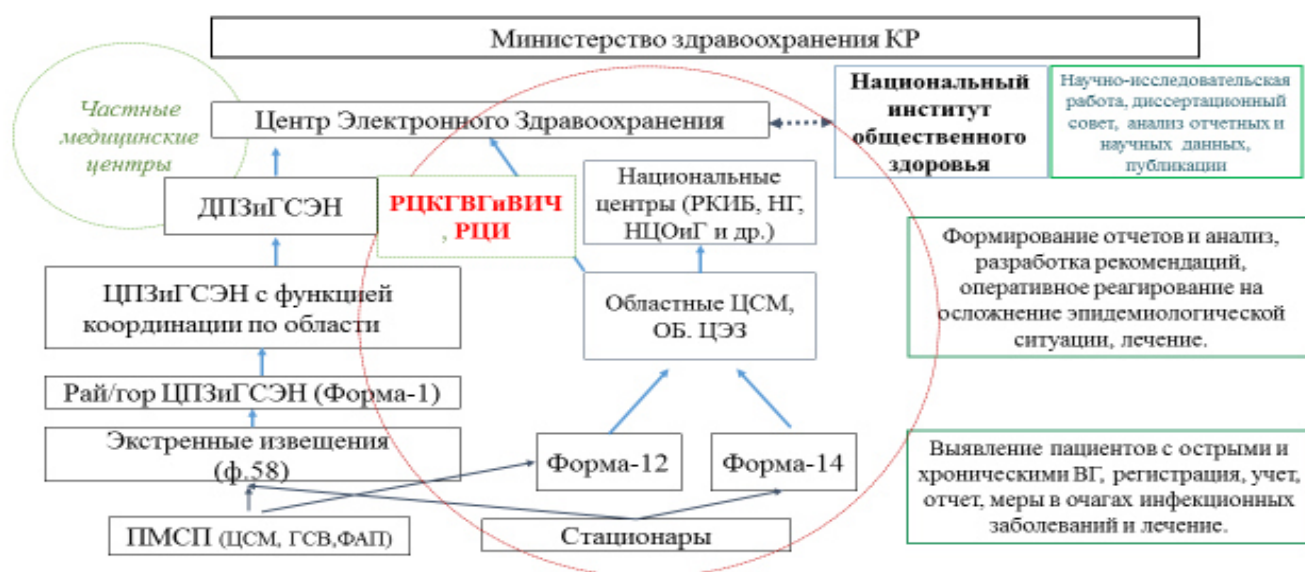 Министерство здравоохранения КР
Частные
медицинские
центры
Центр Электронного Здравоохранения
Национальный
институт
общественного
здоровья
Научно-исследовательская
работа, диссертационный
совет, анализ отчетных и
научных данных,
публикации
ДПЗиГСЭН
РЦКГВГиВИЧ
, РЦИ
Национальные
центры (РКИБ, НГ,
НЦОиГ и др.)
ЦПЗиГСЭН с функцией
координации по области
Областные ЦСМ,
ОБ. ЦЭЗ
Формирование отчетов и анализ,
разработка рекомендаций,
оперативное реагирование на
осложнение эпидемиологической
ситуации, лечение.
Рай/гор ЦПЗиГСЭН (Форма-1)
Экстренные извещения
(ф.58)
Форма-12
Форма-14
Выявление пациентов с острыми и
хроническими ВГ, регистрация, учет,
отчет, меры в очагах инфекционных
заболеваний и лечение.
ПМСП (ЦСМ, ГСВ,ФАП)
Стационары